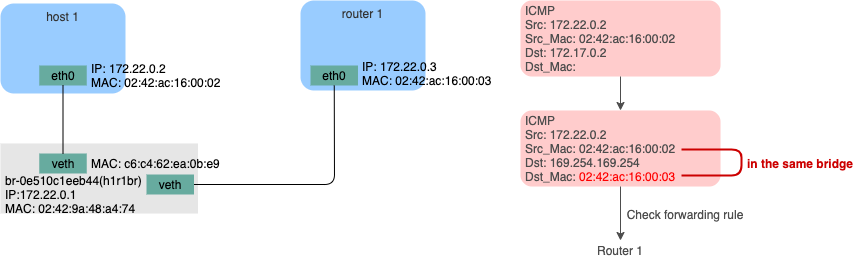 host 1
eth0
IP: 172.22.0.2
MAC: 02:42:ac:16:00:02
router 1
eth0
IP: 172.22.0.3
MAC: 02:42:ac:16:00:03
veth
MAC: c6:c4:62:ea:0b:e9
br-0e510c1eeb44(h1r1br)
veth
IP:172.22.0.1
MAC: 02:42:9a:48:a4:74
ICMP
Src: 172.22.0.2
Src_Mac: 02:42:ac:16:00:02
Dst: 172.17.0.2
Dst_Mac:
ICMP
Src: 172.22.0.2
Src_Mac: 02:42:ac:16:00:02
Dst: 169.254.169.254
Dst_Mac: 02:42:ac:16:00:03
in the same bridge
Check forwarding rule
Router 1